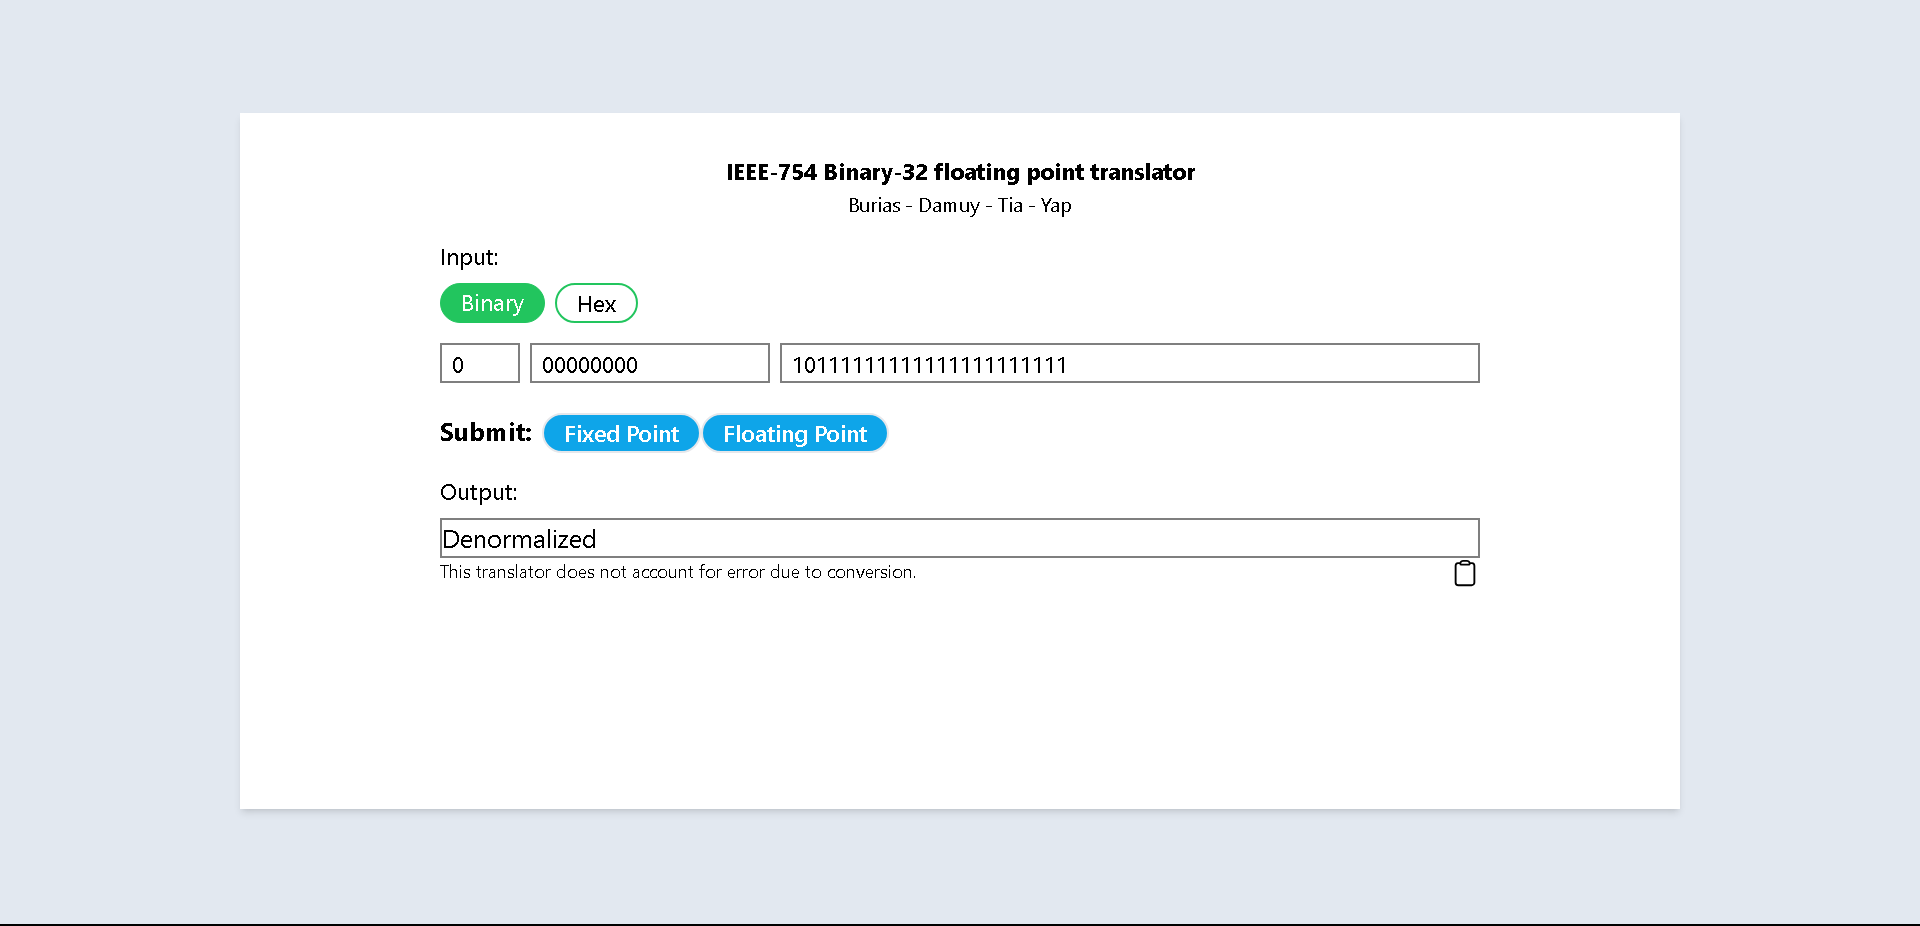 IEEE-754 Binary-32 floating point translator
Burias - Damuy - Tia - Yap
Input:
Binary Hex
0 00000000 10111111111111111111111
Submit: Fixed Point Floating Point
Output:
Denormalized
This translator does not account for error due to conversion.